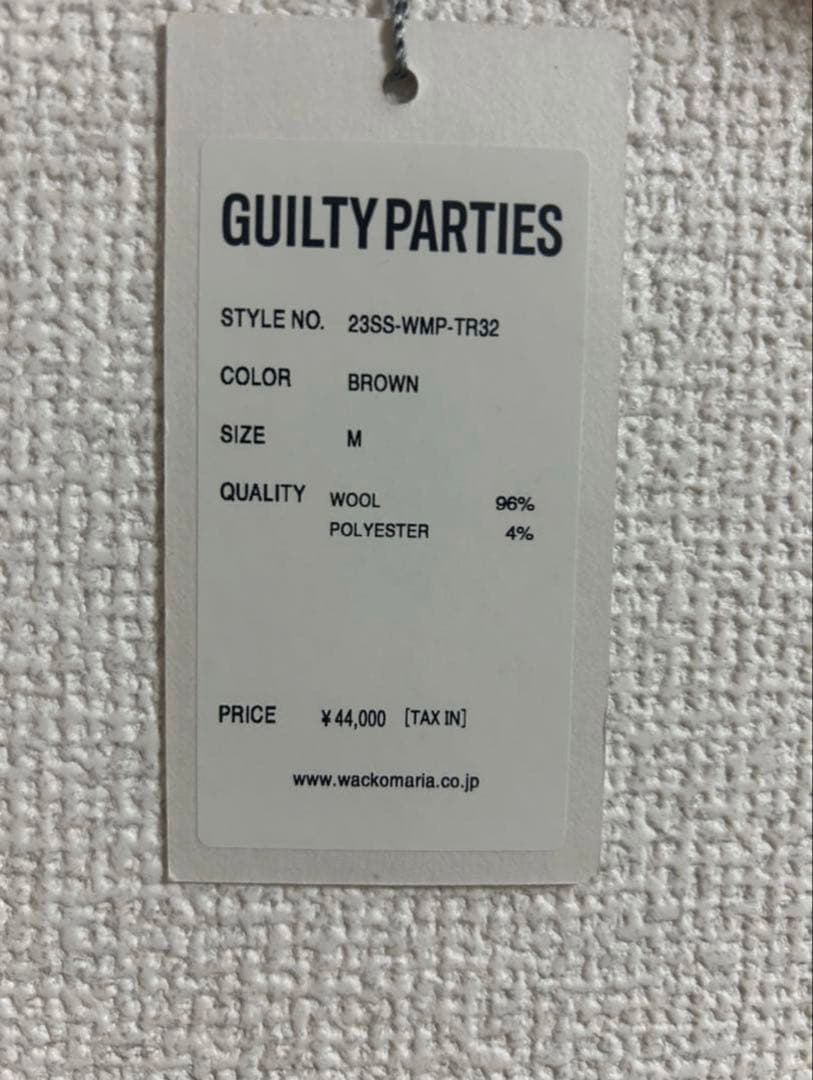 GUILTY PARTIES
STYLE NO. 23SS-WMP-TR32
COLOR BROWN
SIZE M
QUALITY WOOL 96%
POLYESTER 4%
PRICE ¥44,000 [TAX IN]
www.wackomaria.co.jp